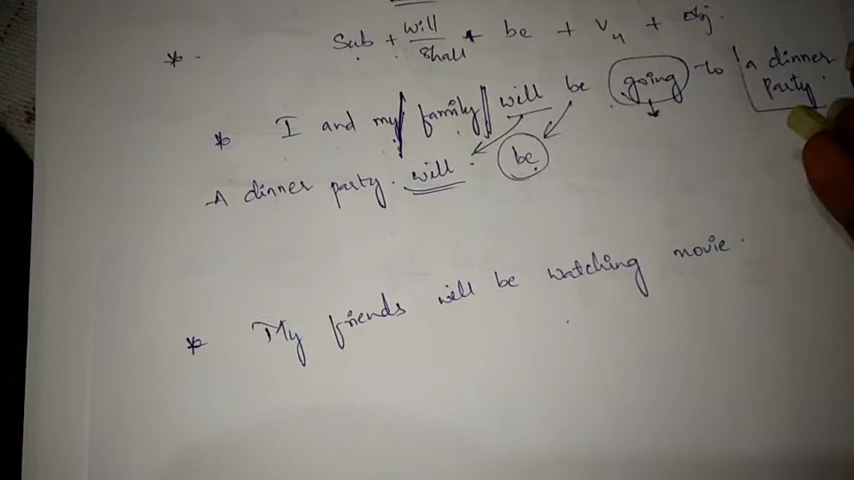 * Sub + will/shall + be + V4 + obj.
* I and my family will be going to a dinner party.
A dinner party. will. be.
* My friends will be watching movie.